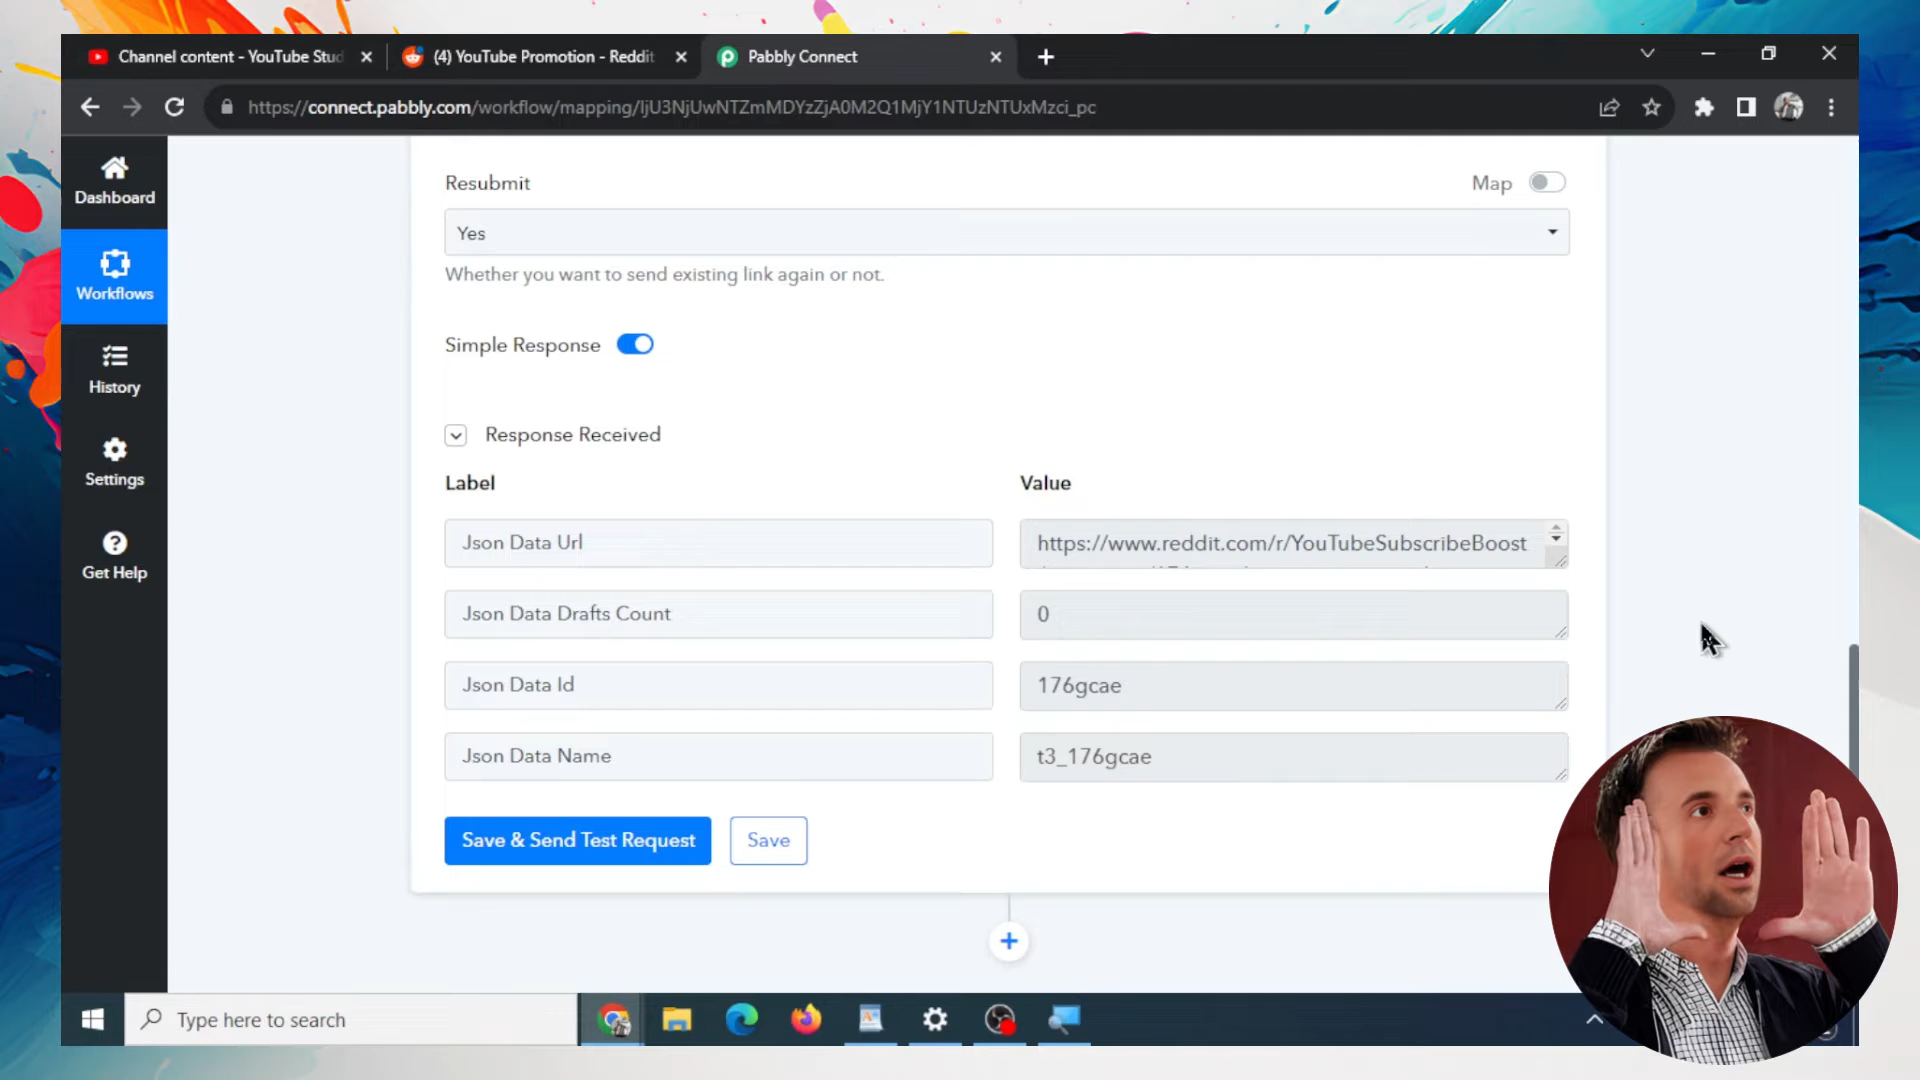 Channel content - YouTube Stud
(4) YouTube Promotion - Reddit
Pabbly Connect
https://connect.pabbly.com/workflow/mapping/IjU3NjUwNTZmMDYzZjA0M2Q1MjY1NTUzNTUxMzci_pc
Dashboard
Workflows
History
Settings
Get Help
Resubmit
Map
Yes
Whether you want to send existing link again or not.
Simple Response
Response Received
Label
Value
Json Data Url
https://www.reddit.com/r/YouTubeSubscribeBoost
Json Data Drafts Count
0
Json Data Id
176gcae
Json Data Name
t3_176gcae
Save & Send Test Request
Save
Type here to search